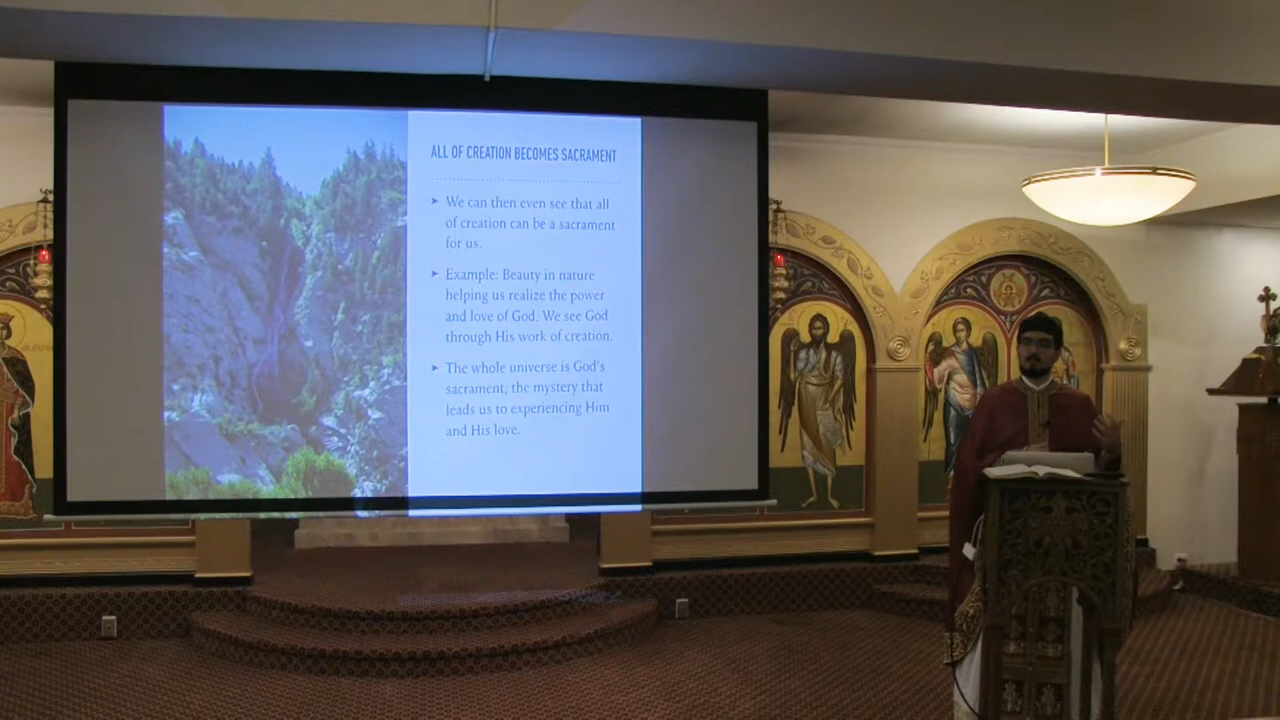 ALL OF CREATION BECOMES SACRAMENT
➤ We can then even see that all
of creation can be a sacrament
for us.
➤ Example: Beauty in nature
helping us realize the power
and love of God. We see God
through His work of creation.
➤ The whole universe is God's
sacrament, the mystery that
leads us to experiencing Him
and His love.